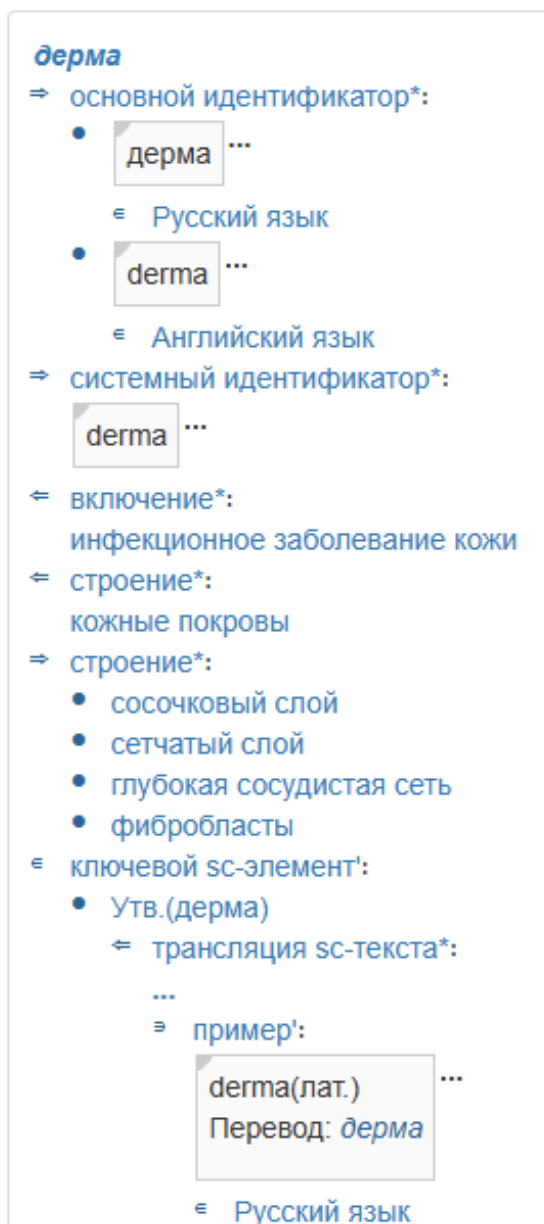 дерма
⇒ основной идентификатор*:
• дерма ...
∈ Русский язык
• derma ...
∈ Английский язык
⇒ системный идентификатор*:
derma ...
⇐ включение*:
инфекционное заболевание кожи
⇐ строение*:
кожные покровы
⇒ строение*:
• сосочковый слой
• сетчатый слой
• глубокая сосудистая сеть
• фибробласты
∈ ключевой sc-элемент':
• Утв.(дерма)
⇐ трансляция sc-текста*:
...
∋ пример':
derma(лат.) ...
Перевод: дерма
∈ Русский язык